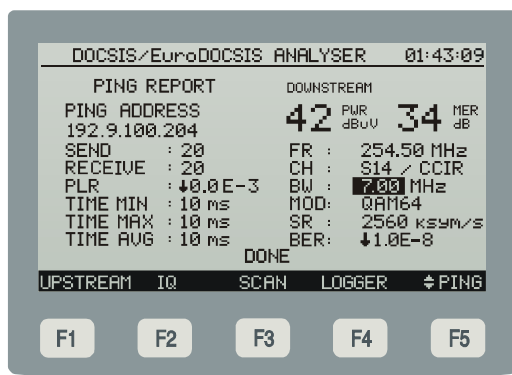 DOCSIS/EuroDOCSIS ANALYSER 01:43:09
PING REPORT
PING ADDRESS
192.9.100.204
SEND : 20
RECEIVE : 20
PLR : ↓0.0E-3
TIME MIN : 10 ms
TIME MAX : 10 ms
TIME AVG : 10 ms
DOWNSTREAM
42 PWR dBuV 34 MER dB
FR : 254.50 MHz
CH : S14 / CCIR
BW : 7.00 MHz
MOD: QAM64
SR : 2560 ksym/s
BER: ↓1.0E-8
DONE
UPSTREAM IQ SCAN LOGGER PING
F1 F2 F3 F4 F5